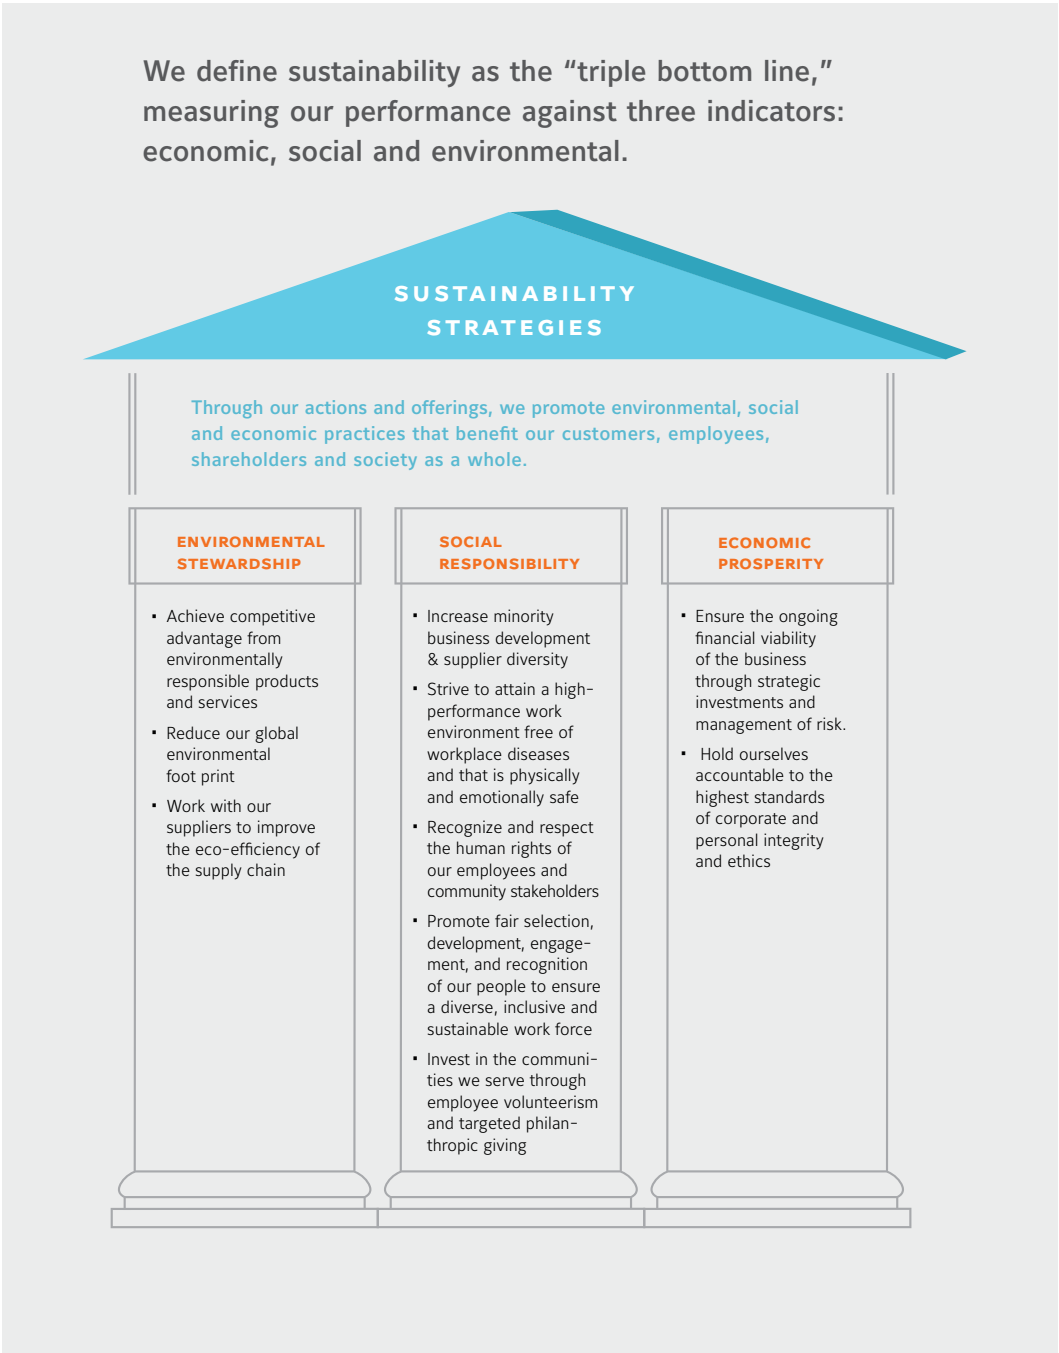 We define sustainability as the “triple bottom line,”
measuring our performance against three indicators:
economic, social and environmental.
SUSTAINABILITY
STRATEGIES
Through our actions and offerings, we promote environmental, social
and economic practices that benefit our customers, employees,
shareholders and society as a whole.
ENVIRONMENTAL
STEWARDSHIP
▪ Achieve competitive
advantage from
environmentally
responsible products
and services
▪ Reduce our global
environmental
foot print
▪ Work with our
suppliers to improve
the eco-efficiency of
the supply chain
SOCIAL
RESPONSIBILITY
▪ Increase minority
business development
& supplier diversity
▪ Strive to attain a high-
performance work
environment free of
workplace diseases
and that is physically
and emotionally safe
▪ Recognize and respect
the human rights of
our employees and
community stakeholders
▪ Promote fair selection,
development, engage-
ment, and recognition
of our people to ensure
a diverse, inclusive and
sustainable work force
▪ Invest in the communi-
ties we serve through
employee volunteerism
and targeted philan-
thropic giving
ECONOMIC
PROSPERITY
▪ Ensure the ongoing
financial viability
of the business
through strategic
investments and
management of risk.
▪ Hold ourselves
accountable to the
highest standards
of corporate and
personal integrity
and ethics